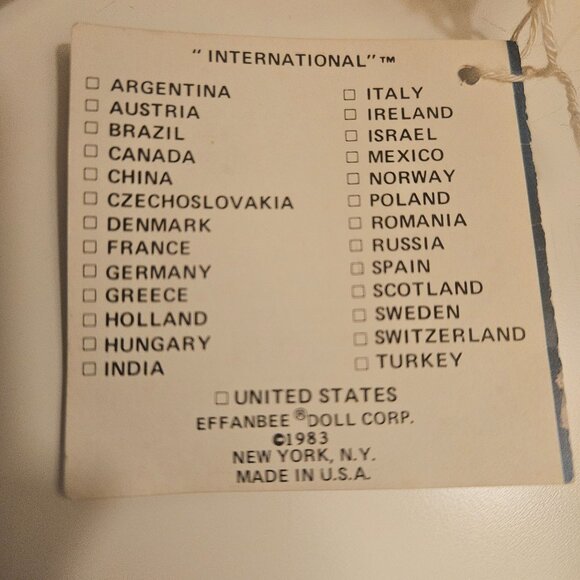 "INTERNATIONAL"™
☐ ARGENTINA
☐ AUSTRIA
☐ BRAZIL
☐ CANADA
☐ CHINA
☐ CZECHOSLOVAKIA
☐ DENMARK
☐ FRANCE
☐ GERMANY
☐ GREECE
☐ HOLLAND
☐ HUNGARY
☐ INDIA
☐ ITALY
☐ IRELAND
☐ ISRAEL
☐ MEXICO
☐ NORWAY
☐ POLAND
☐ ROMANIA
☐ RUSSIA
☐ SPAIN
☐ SCOTLAND
☐ SWEDEN
☐ SWITZERLAND
☐ TURKEY
☐ UNITED STATES
EFFANBEE ® DOLL CORP.
©1983
NEW YORK, N.Y.
MADE IN U.S.A.